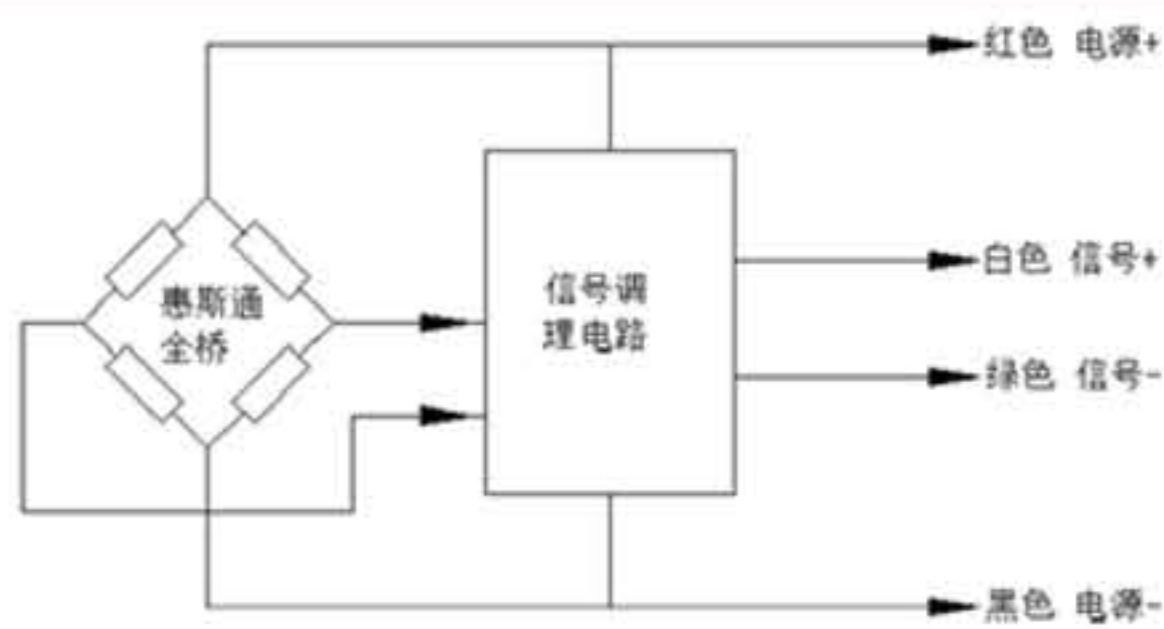 红色 电源+
惠斯通
全桥
信号调
理电路
白色 信号+
绿色 信号-
黑色 电源-